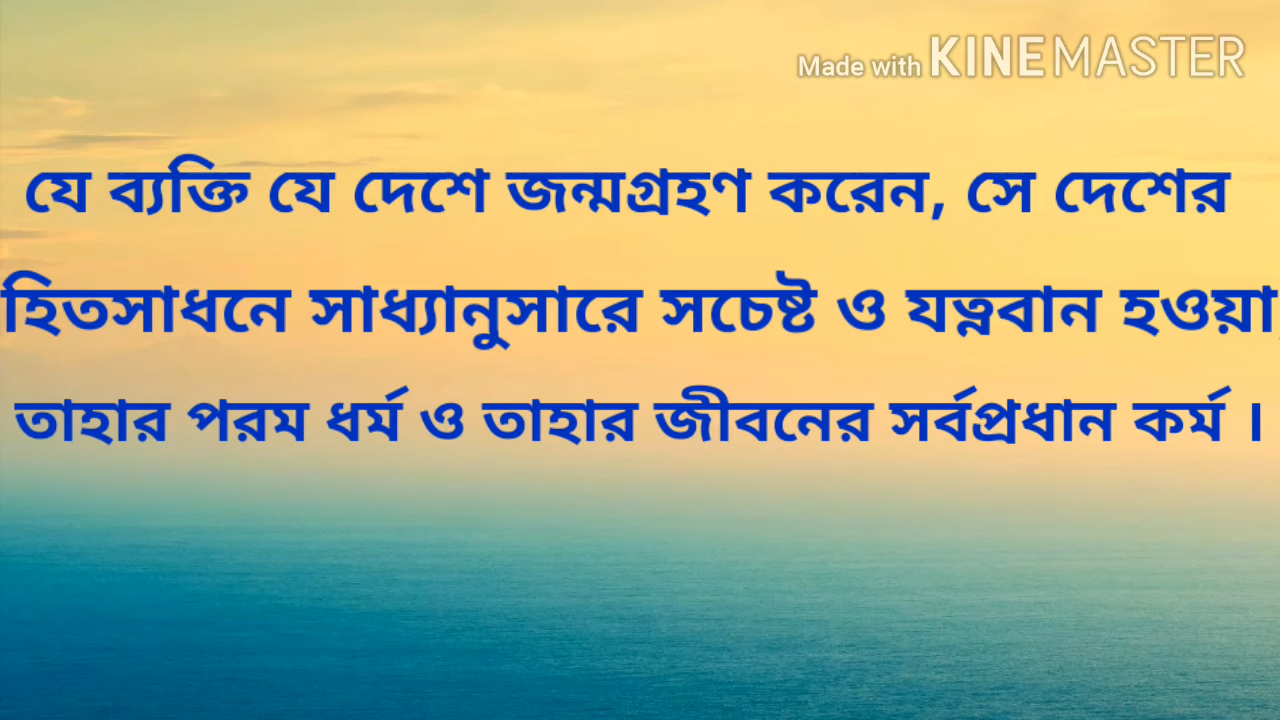 Made with KINEMASTER
যে ব্যক্তি যে দেশে জন্মগ্রহণ করেন, সে দেশের
হিতসাধনে সাধ্যানুসারে সচেষ্ট ও যত্নবান হওয়া,
তাহার পরম ধর্ম ও তাহার জীবনের সর্বপ্রধান কর্ম ।